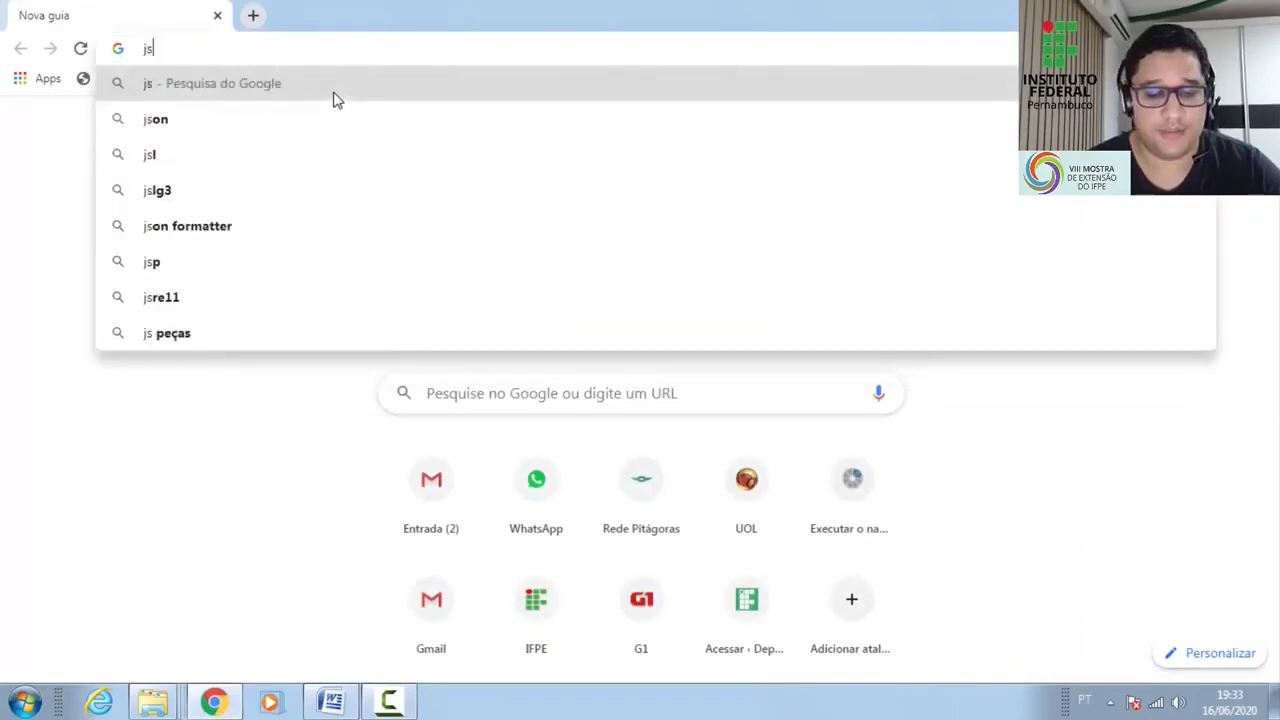 Nova guia
js
Apps
js - Pesquisa do Google
json
jsl
jslg3
json formatter
jsp
jsre11
js peças
INSTITUTO
FEDERAL
Pernambuco
VIII MOSTRA
DE EXTENSÃO
DO IFPE
Pesquise no Google ou digite um URL
Entrada (2)
WhatsApp
Rede Pitágoras
UOL
Executar o na...
Gmail
IFPE
G1
Acessar ‹ Dep...
Adicionar atal...
Personalizar
PT
19:33
16/06/2020